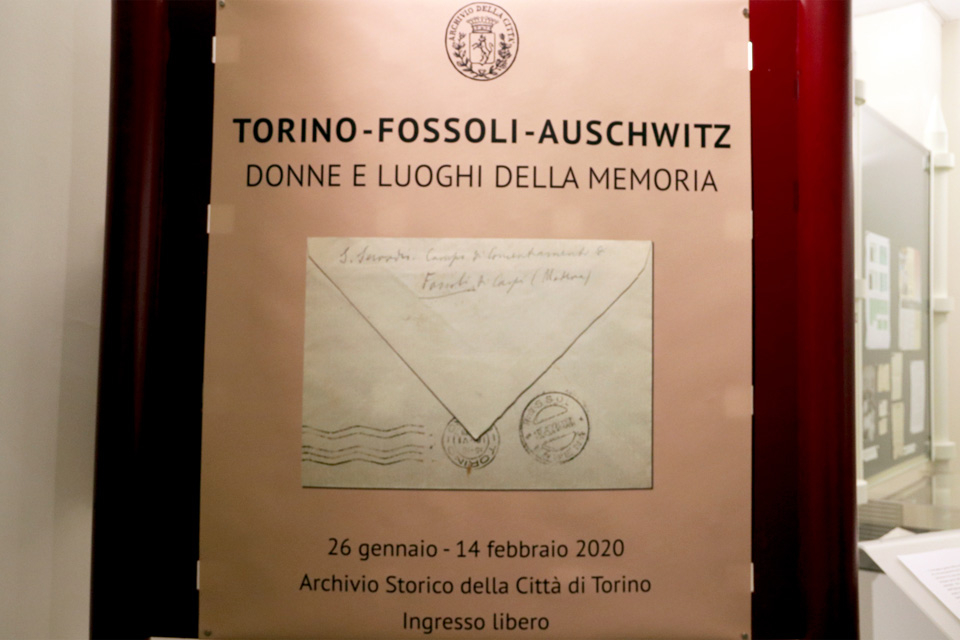 ARCHIVIO DELLA CITTÀ
TORINO-FOSSOLI-AUSCHWITZ
DONNE E LUOGHI DELLA MEMORIA
Campo di Concentramento
Fossoli di Carpi
TORINO
26 gennaio - 14 febbraio 2020
Archivio Storico della Città di Torino
Ingresso libero